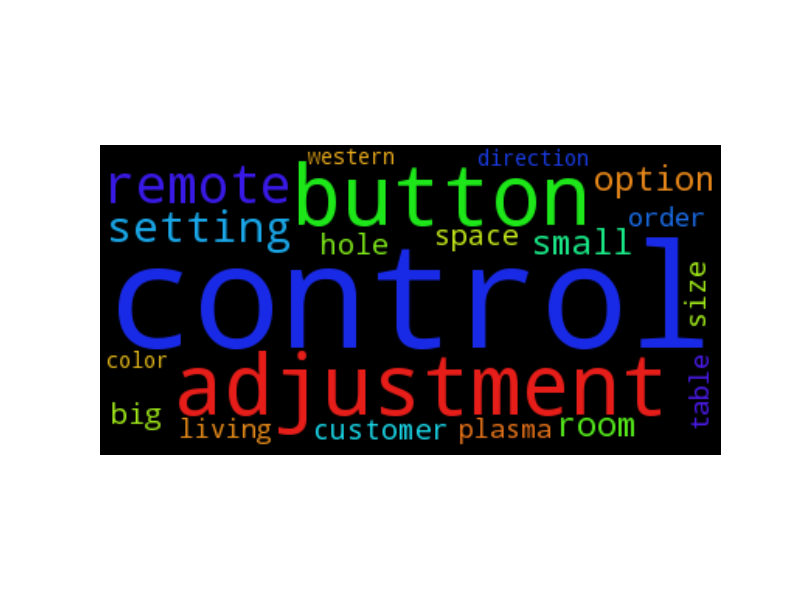 western direction
remote button option
setting order
hole space small
control size
color adjustment table
big
living customer plasma room